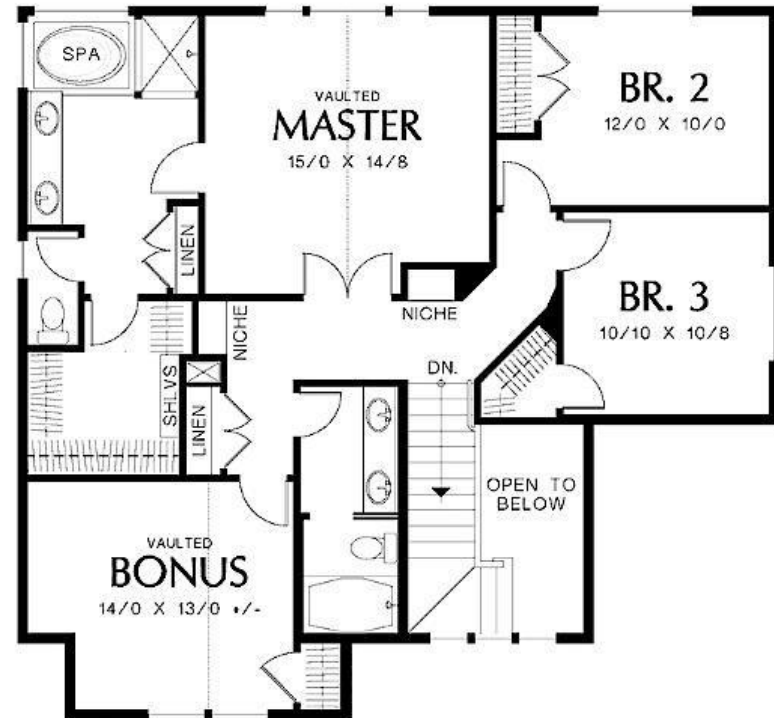 SPA
VAULTED
MASTER
15/0 X 14/8
BR. 2
12/0 X 10/0
LINEN
BR. 3
10/10 X 10/8
NICHE
NICHE
SHLVS
DN.
LINEN
OPEN TO
BELOW
VAULTED
BONUS
14/0 X 13/0 +/-